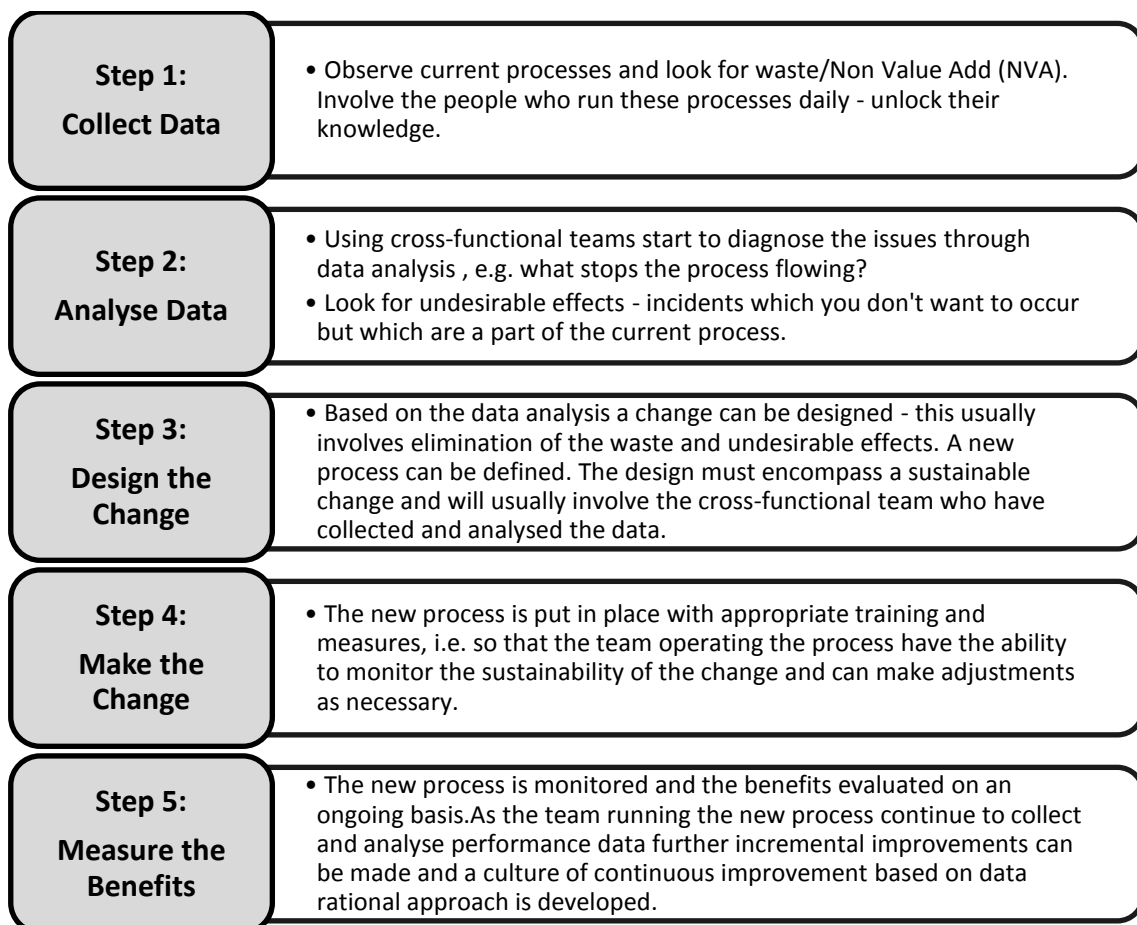 Step 1:
Collect Data
• Observe current processes and look for waste/Non Value Add (NVA).
Involve the people who run these processes daily - unlock their
knowledge.
Step 2:
Analyse Data
• Using cross-functional teams start to diagnose the issues through
data analysis , e.g. what stops the process flowing?
• Look for undesirable effects - incidents which you don't want to occur
but which are a part of the current process.
Step 3:
Design the
Change
• Based on the data analysis a change can be designed - this usually
involves elimination of the waste and undesirable effects. A new
process can be defined. The design must encompass a sustainable
change and will usually involve the cross-functional team who have
collected and analysed the data.
Step 4:
Make the
Change
• The new process is put in place with appropriate training and
measures, i.e. so that the team operating the process have the ability
to monitor the sustainability of the change and can make adjustments
as necessary.
Step 5:
Measure the
Benefits
• The new process is monitored and the benefits evaluated on an
ongoing basis.As the team running the new process continue to collect
and analyse performance data further incremental improvements can
be made and a culture of continuous improvement based on data
rational approach is developed.